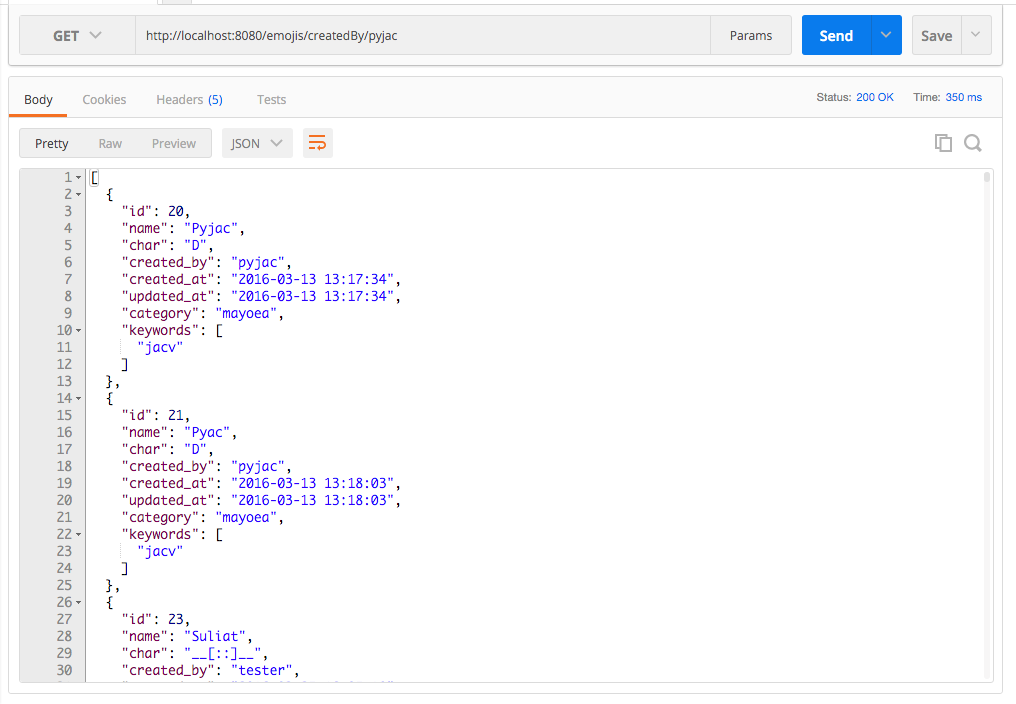 GET http://localhost:8080/emojis/createdBy/pyjac Params Send Save
Body Cookies Headers (5) Tests Status: 200 OK Time: 350 ms
Pretty Raw Preview JSON
1 [
2 {
3 "id": 20,
4 "name": "Pyjac",
5 "char": "D",
6 "created_by": "pyjac",
7 "created_at": "2016-03-13 13:17:34",
8 "updated_at": "2016-03-13 13:17:34",
9 "category": "mayoea",
10 "keywords": [
11 "jacv"
12 ]
13 },
14 {
15 "id": 21,
16 "name": "Pyac",
17 "char": "D",
18 "created_by": "pyjac",
19 "created_at": "2016-03-13 13:18:03",
20 "updated_at": "2016-03-13 13:18:03",
21 "category": "mayoea",
22 "keywords": [
23 "jacv"
24 ]
25 },
26 {
27 "id": 23,
28 "name": "Suliat",
29 "char": "__[::]__",
30 "created_by": "tester",